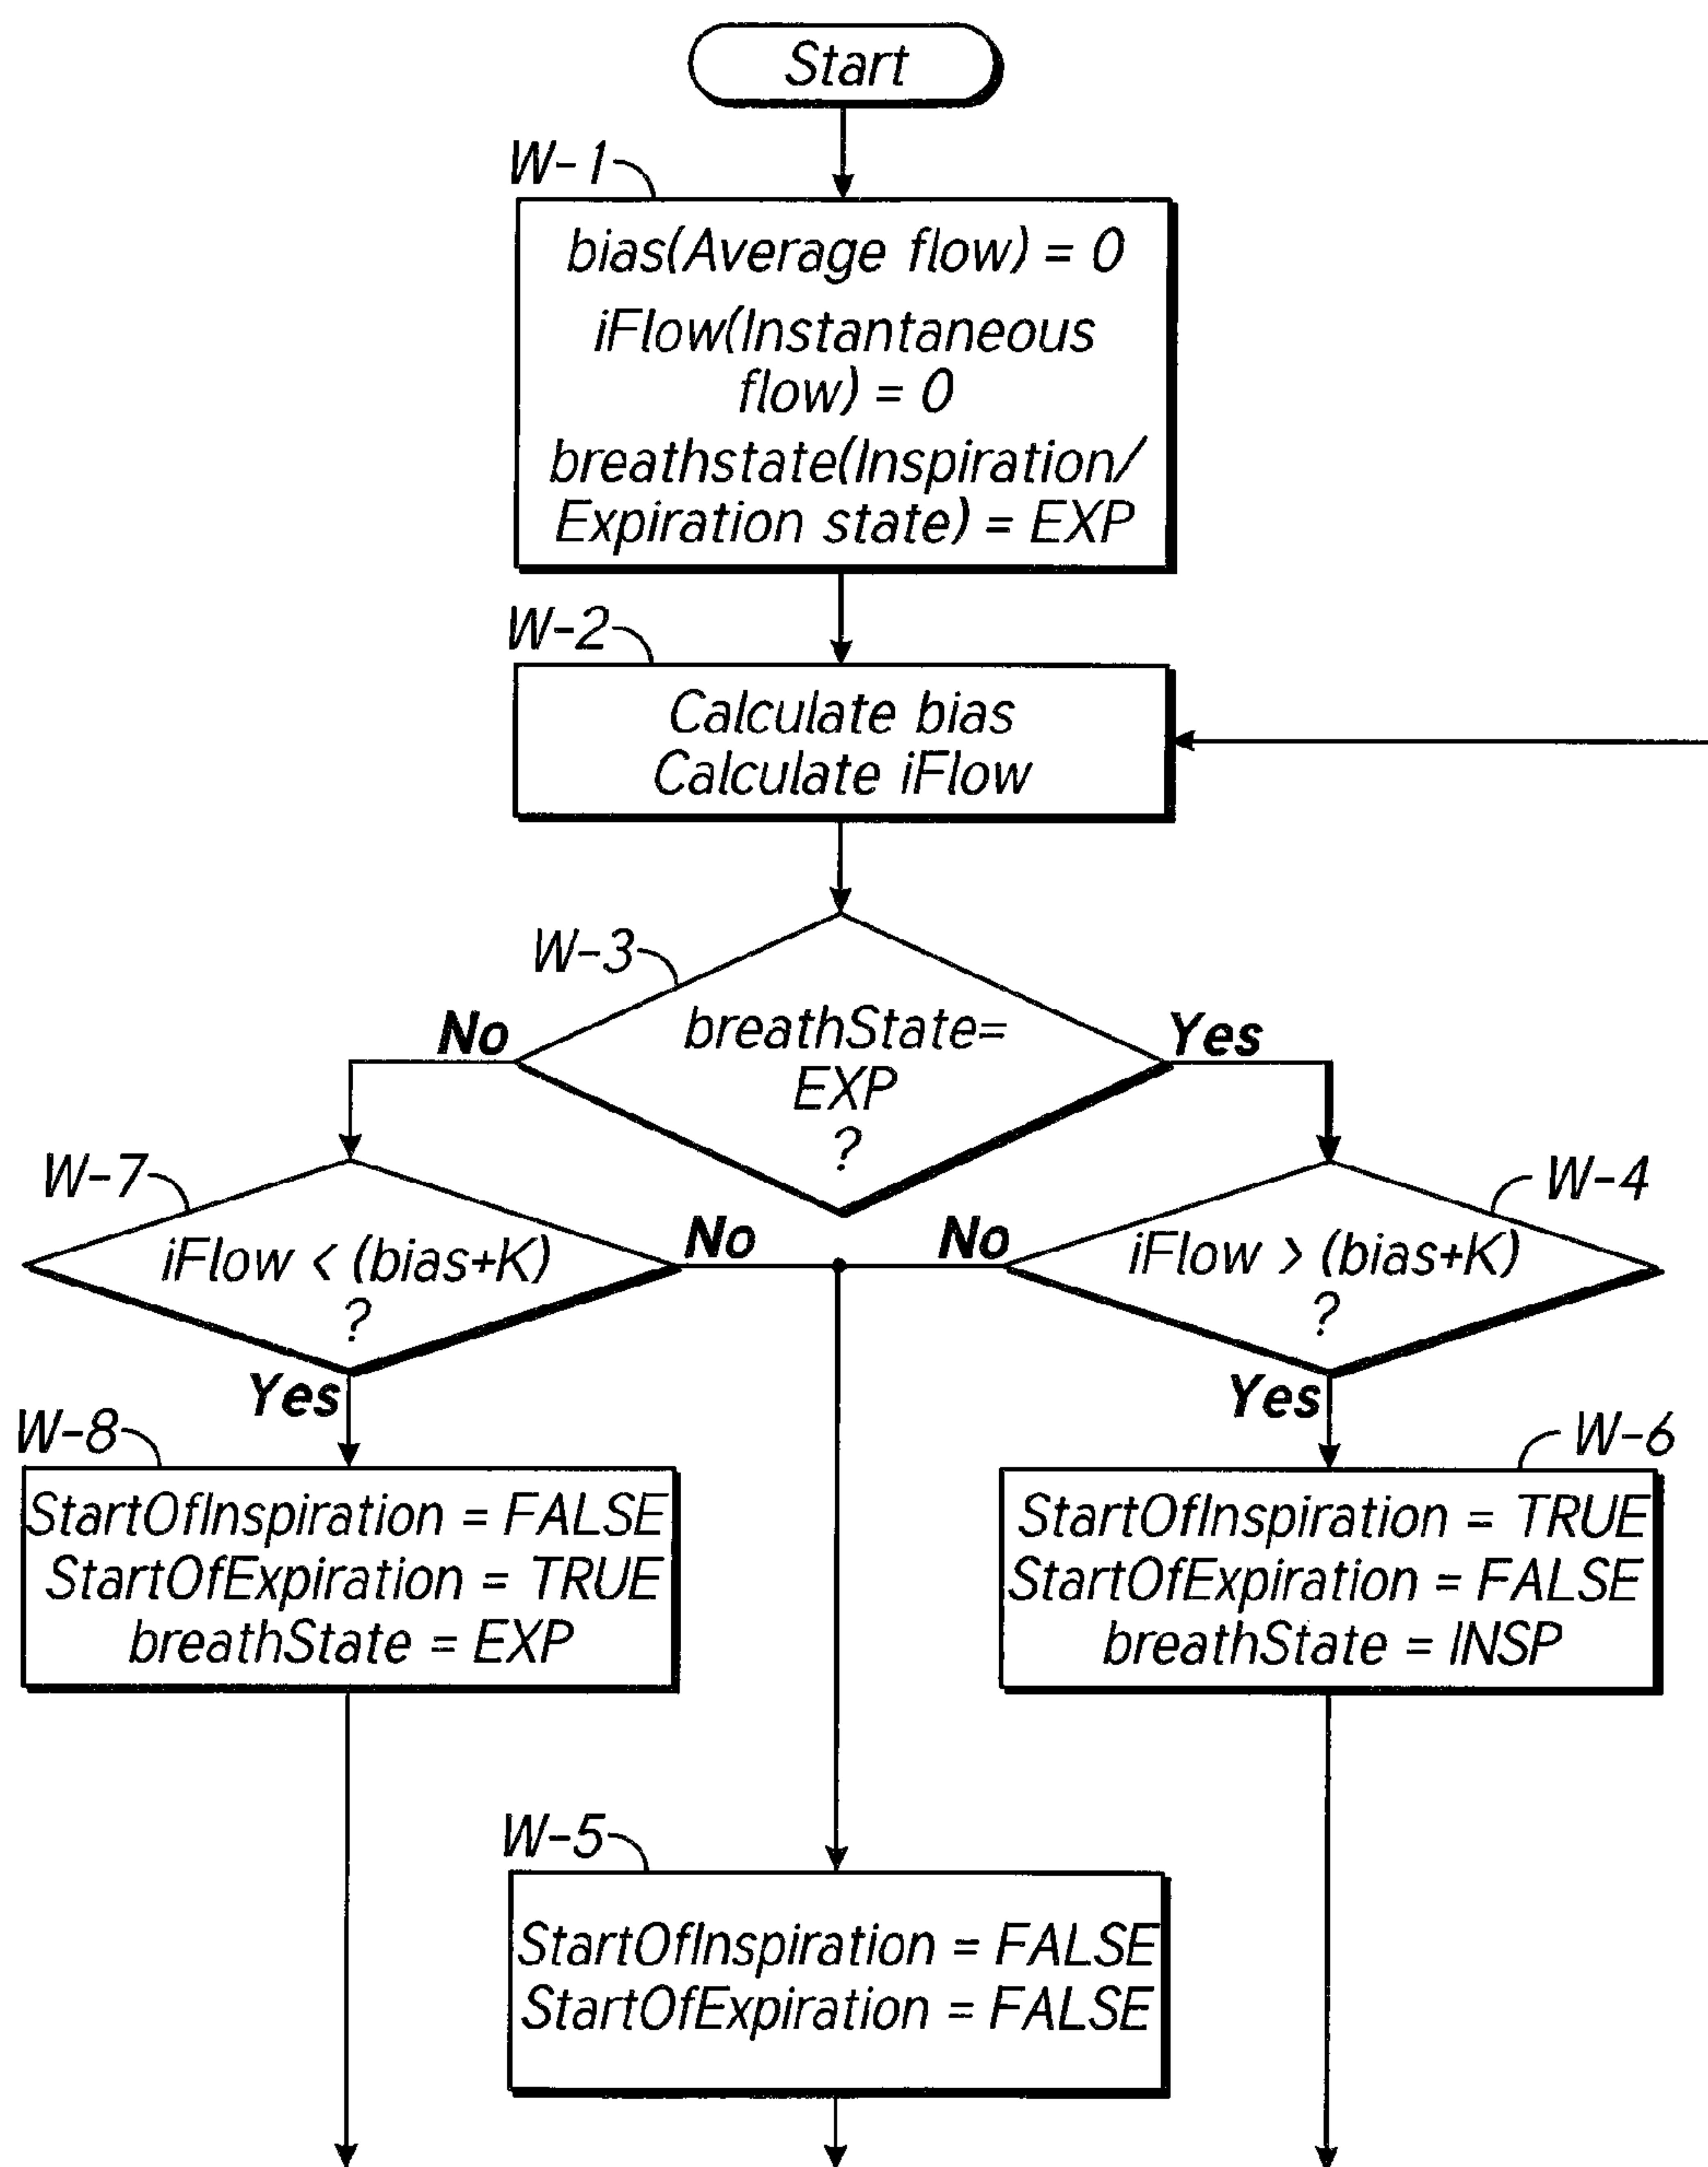 Start
W-1
bias(Average flow) = 0
iFlow(Instantaneous
flow) = 0
breathstate(Inspiration/
Expiration state) = EXP
W-2
Calculate bias
Calculate iFlow
W-3
breathState=
EXP
?
No
Yes
W-7
iFlow < (bias+K)
?
No
Yes
W-4
iFlow > (bias+K)
?
No
Yes
W-8
StartOfInspiration = FALSE
StartOfExpiration = TRUE
breathState = EXP
W-6
StartOfInspiration = TRUE
StartOfExpiration = FALSE
breathState = INSP
W-5
StartOfInspiration = FALSE
StartOfExpiration = FALSE